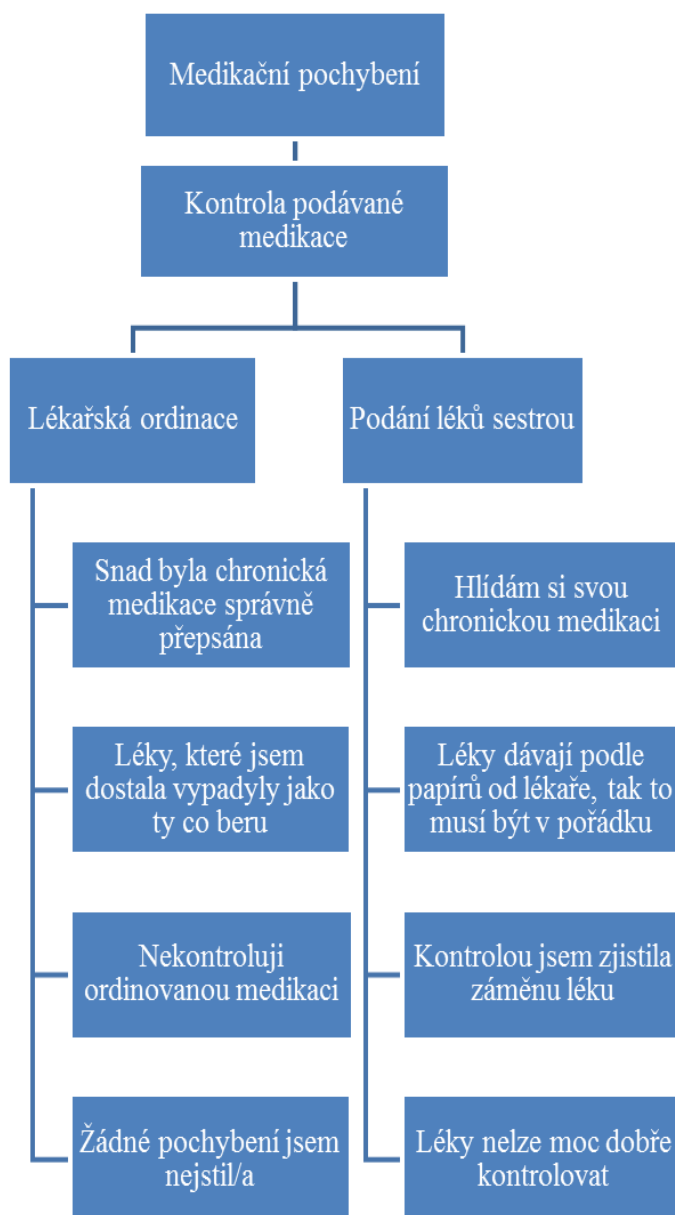 Medikační pochybení
Kontrola podávané
medikace
Lékařská ordinace
Podání léků sestrou
Snad byla chronická
medikace správně
přepsána
Hlídám si svou
chronickou medikaci
Léky, které jsem
dostala vypadyly jako
ty co beru
Léky dávají podle
papírů od lékaře, tak to
musí být v pořádku
Nekontroluji
ordinovanou medikaci
Kontrolou jsem zjistila
záměnu léku
Žádné pochybení jsem
nejstil/a
Léky nelze moc dobře
kontrolovat